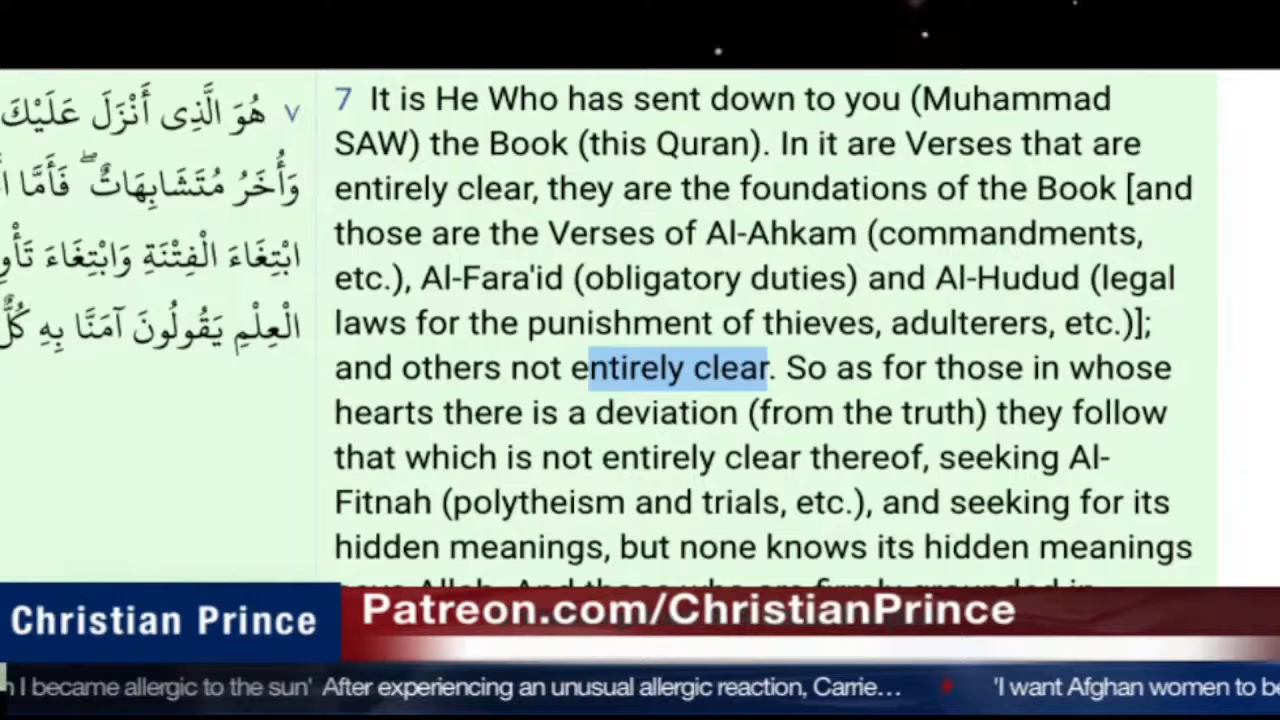 ٧ هُوَ الَّذِى أَنْزَلَ عَلَيْكَ
وَأُخَرُ مُتَشَابِهَاتٌ ۖ فَأَمَّا
ابْتِغَاءَ الْفِتْنَةِ وَابْتِغَاءَ
الْعِلْمِ يَقُولُونَ آمَنَّا بِهِ كُلٌّ
7 It is He Who has sent down to you (Muhammad
SAW) the Book (this Quran). In it are Verses that are
entirely clear, they are the foundations of the Book [and
those are the Verses of Al-Ahkam (commandments,
etc.), Al-Fara'id (obligatory duties) and Al-Hudud (legal
laws for the punishment of thieves, adulterers, etc.)];
and others not entirely clear. So as for those in whose
hearts there is a deviation (from the truth) they follow
that which is not entirely clear thereof, seeking Al-
Fitnah (polytheism and trials, etc.), and seeking for its
hidden meanings, but none knows its hidden meanings
Christian Prince
Patreon.com/ChristianPrince
I became allergic to the sun' After experiencing an unusual allergic reaction, Carrie... 'I want Afghan women to